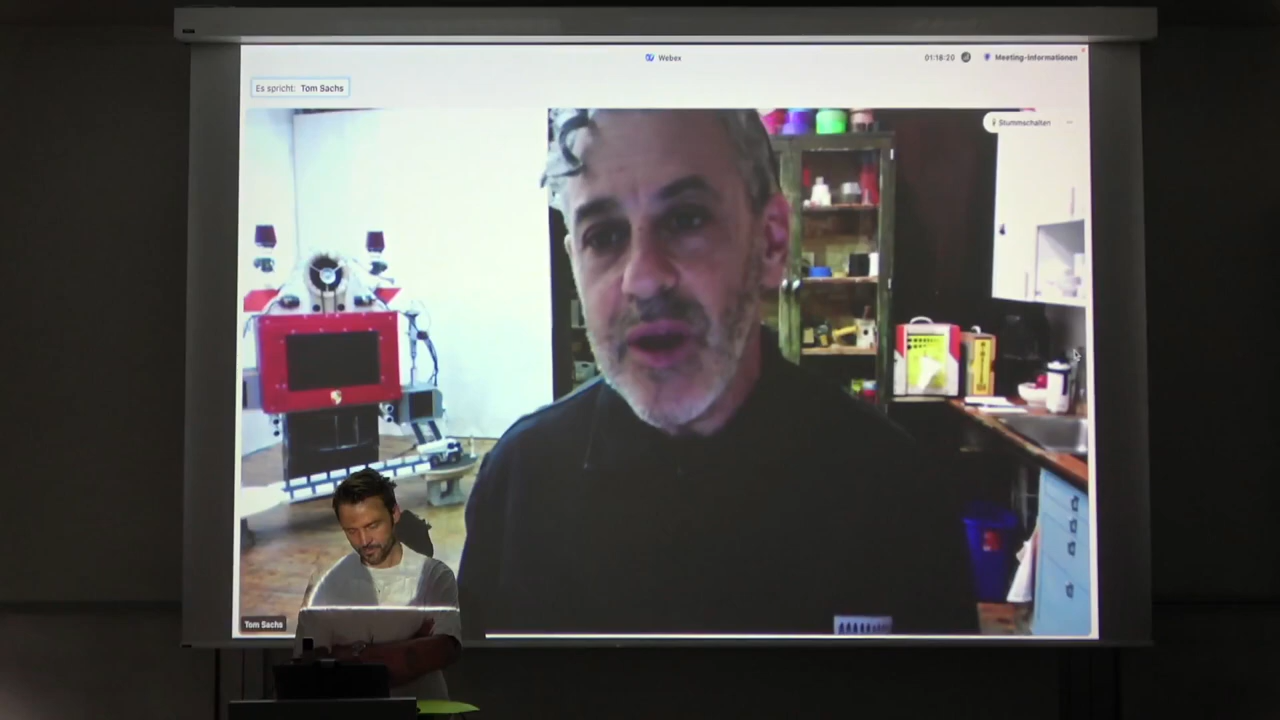 Webex
01:18:20
Meeting-Informationen
Es spricht: Tom Sachs
Stummschalten
Tom Sachs